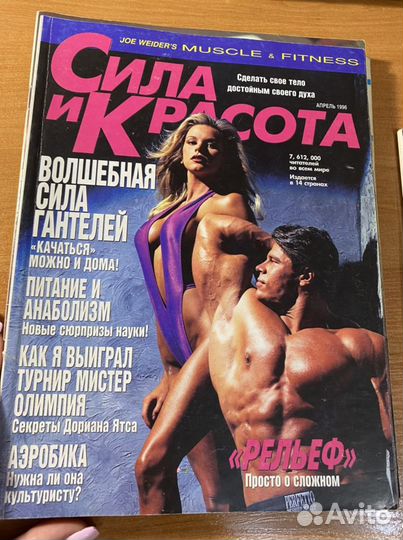 JOE WEIDER'S MUSCLE & FITNESS
СИЛА
И КРАСОТА
Сделать свое тело
достойным своего духа
АПРЕЛЬ 1996
7, 612, 000
читателей
во всем мире
Издается
в 14 странах
ВОЛШЕБНАЯ
СИЛА
ГАНТЕЛЕЙ
«КАЧАТЬСЯ»
МОЖНО И ДОМА!
ПИТАНИЕ И
АНАБОЛИЗМ
Новые сюрпризы науки!
КАК Я ВЫИГРАЛ
ТУРНИР МИСТЕР
ОЛИМПИЯ
Секреты Дориана Ятса
АЭРОБИКА
Нужна ли она
культуристу?
«РЕЛЬЕФ»
Просто о сложном
PERFETTO
Avito